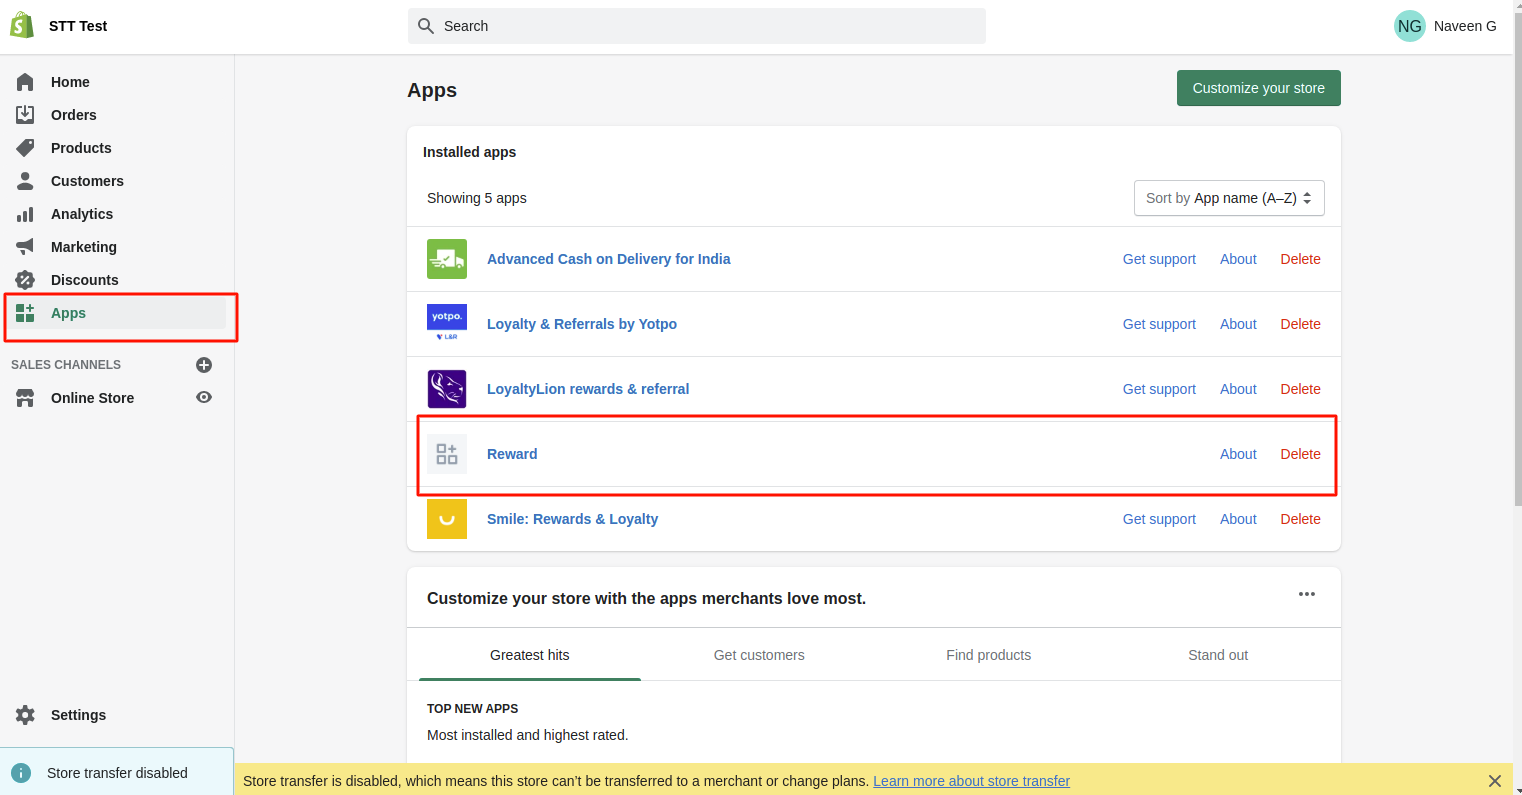 STT Test
Search
NG Naveen G
Home
Orders
Products
Customers
Analytics
Marketing
Discounts
Apps
SALES CHANNELS
Online Store
Settings
Store transfer disabled
Apps
Customize your store
Installed apps
Showing 5 apps
Sort by App name (A–Z)
Advanced Cash on Delivery for India Get support About Delete
yotpo.
L&R
Loyalty & Referrals by Yotpo Get support About Delete
LoyaltyLion rewards & referral Get support About Delete
Reward About Delete
Smile: Rewards & Loyalty Get support About Delete
Customize your store with the apps merchants love most.
Greatest hits Get customers Find products Stand out
TOP NEW APPS
Most installed and highest rated.
Store transfer is disabled, which means this store can’t be transferred to a merchant or change plans. Learn more about store transfer